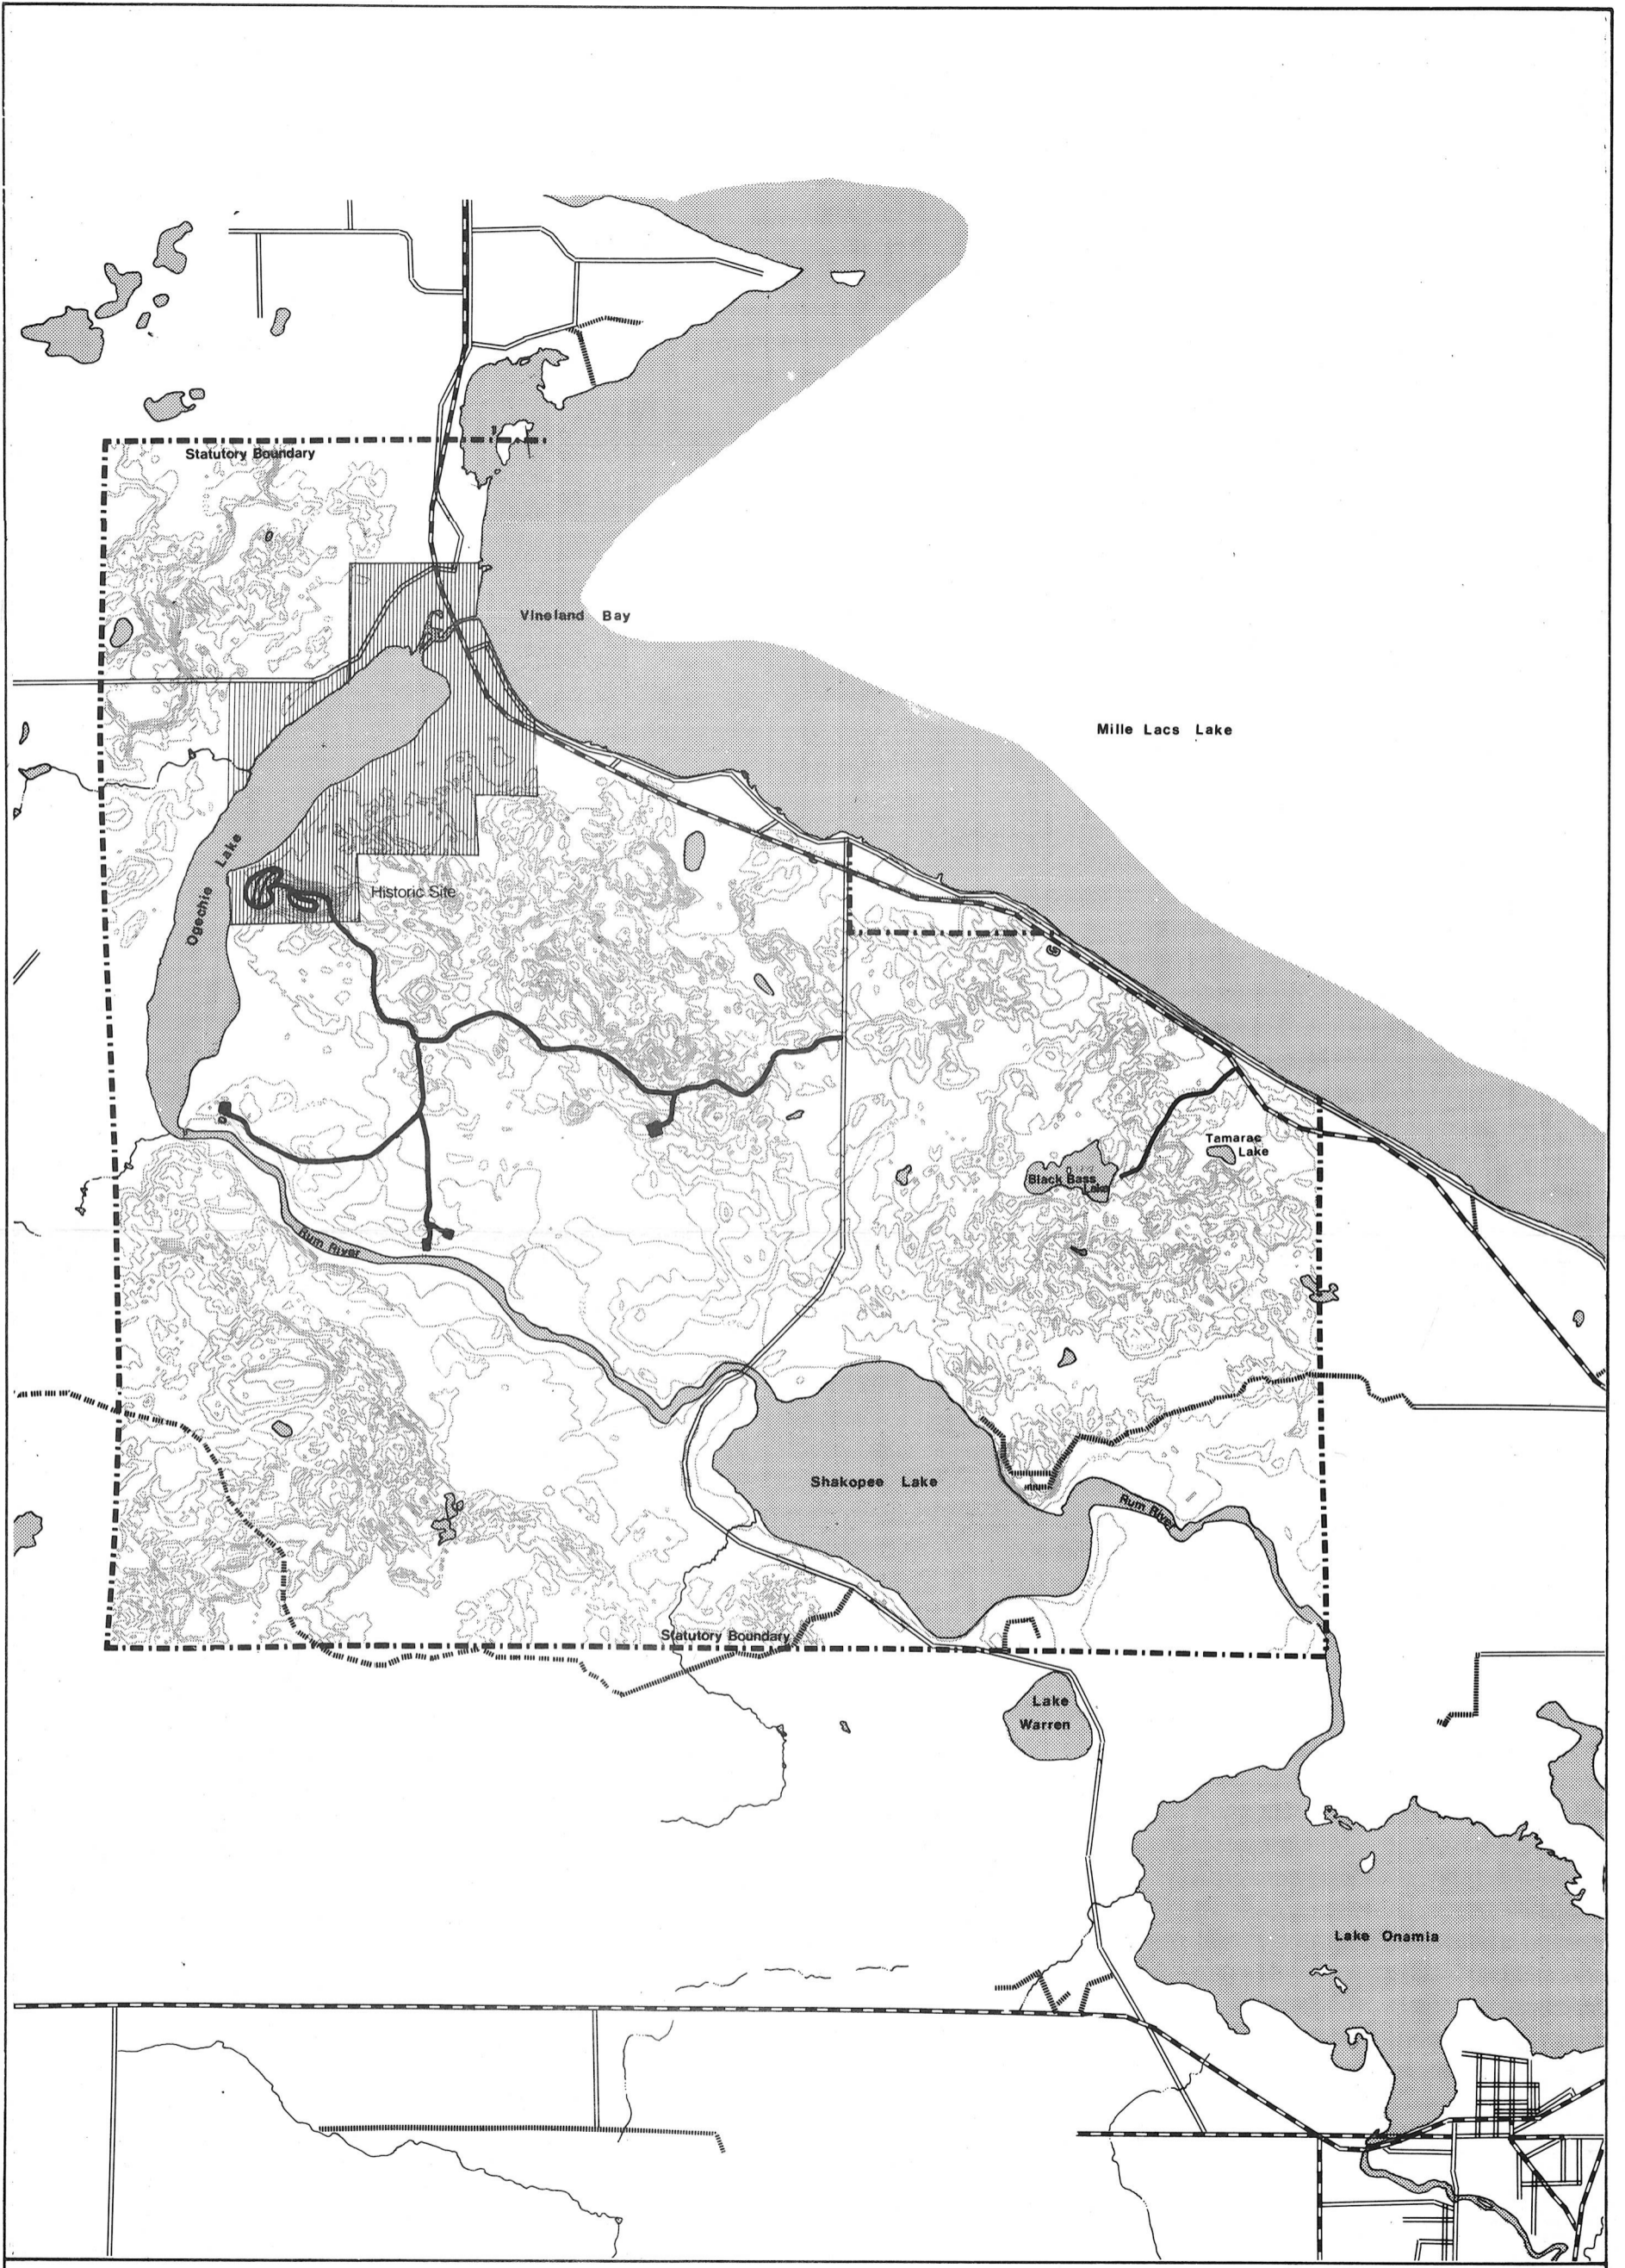 Statutory Boundary
Vineland Bay
Mille Lacs Lake
Ogechie Lake
Historic Site
Tamarac
Lake
Black Bass
Lake
Rum River
Shakopee Lake
Rum River
Statutory Boundary
Lake
Warren
Lake Onamia